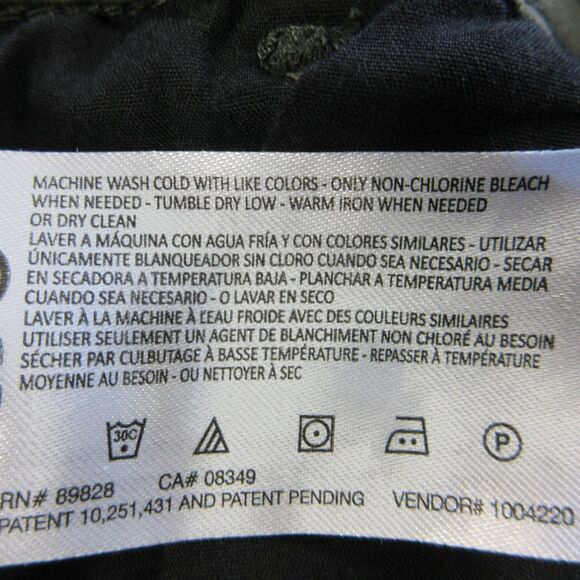 MACHINE WASH COLD WITH LIKE COLORS - ONLY NON-CHLORINE BLEACH
WHEN NEEDED - TUMBLE DRY LOW - WARM IRON WHEN NEEDED
OR DRY CLEAN
LAVER A MÁQUINA CON AGUA FRÍA Y CON COLORES SIMILARES - UTILIZAR
ÚNICAMENTE BLANQUEADOR SIN CLORO CUANDO SEA NECESARIO - SECAR
EN SECADORA A TEMPERATURA BAJA - PLANCHAR A TEMPERATURA MEDIA
CUANDO SEA NECESARIO - O LAVAR EN SECO
LAVER À LA MACHINE À L'EAU FROIDE AVEC DES COULEURS SIMILAIRES
UTILISER SEULEMENT UN AGENT DE BLANCHIMENT NON CHLORÉ AU BESOIN
SÉCHER PAR CULBUTAGE À BASSE TEMPÉRATURE - REPASSER À TEMPÉRATURE
MOYENNE AU BESOIN - OU NETTOYER À SEC
30C P
RN# 89828 CA# 08349
PATENT 10,251,431 AND PATENT PENDING VENDOR# 1004220